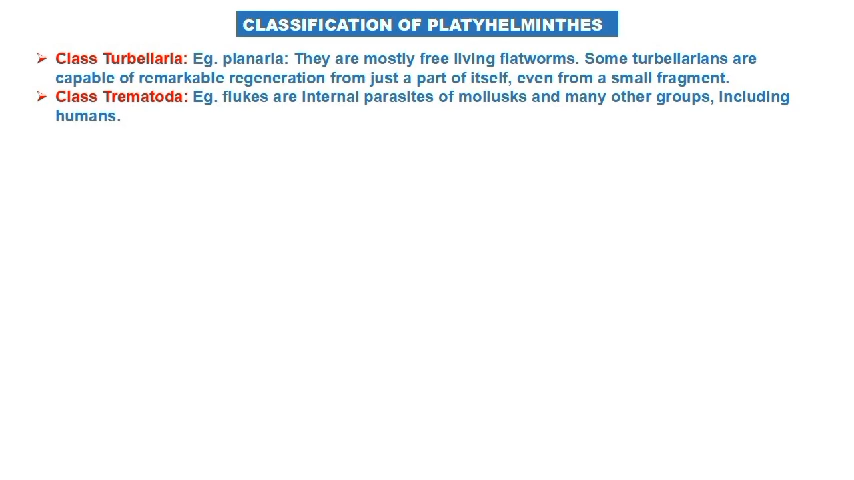 CLASSIFICATION OF PLATYHELMINTHES
➢ Class Turbellaria: Eg. planaria: They are mostly free living flatworms. Some turbellarians are
capable of remarkable regeneration from just a part of itself, even from a small fragment.
➢ Class Trematoda: Eg. flukes are internal parasites of mollusks and many other groups, including
humans.